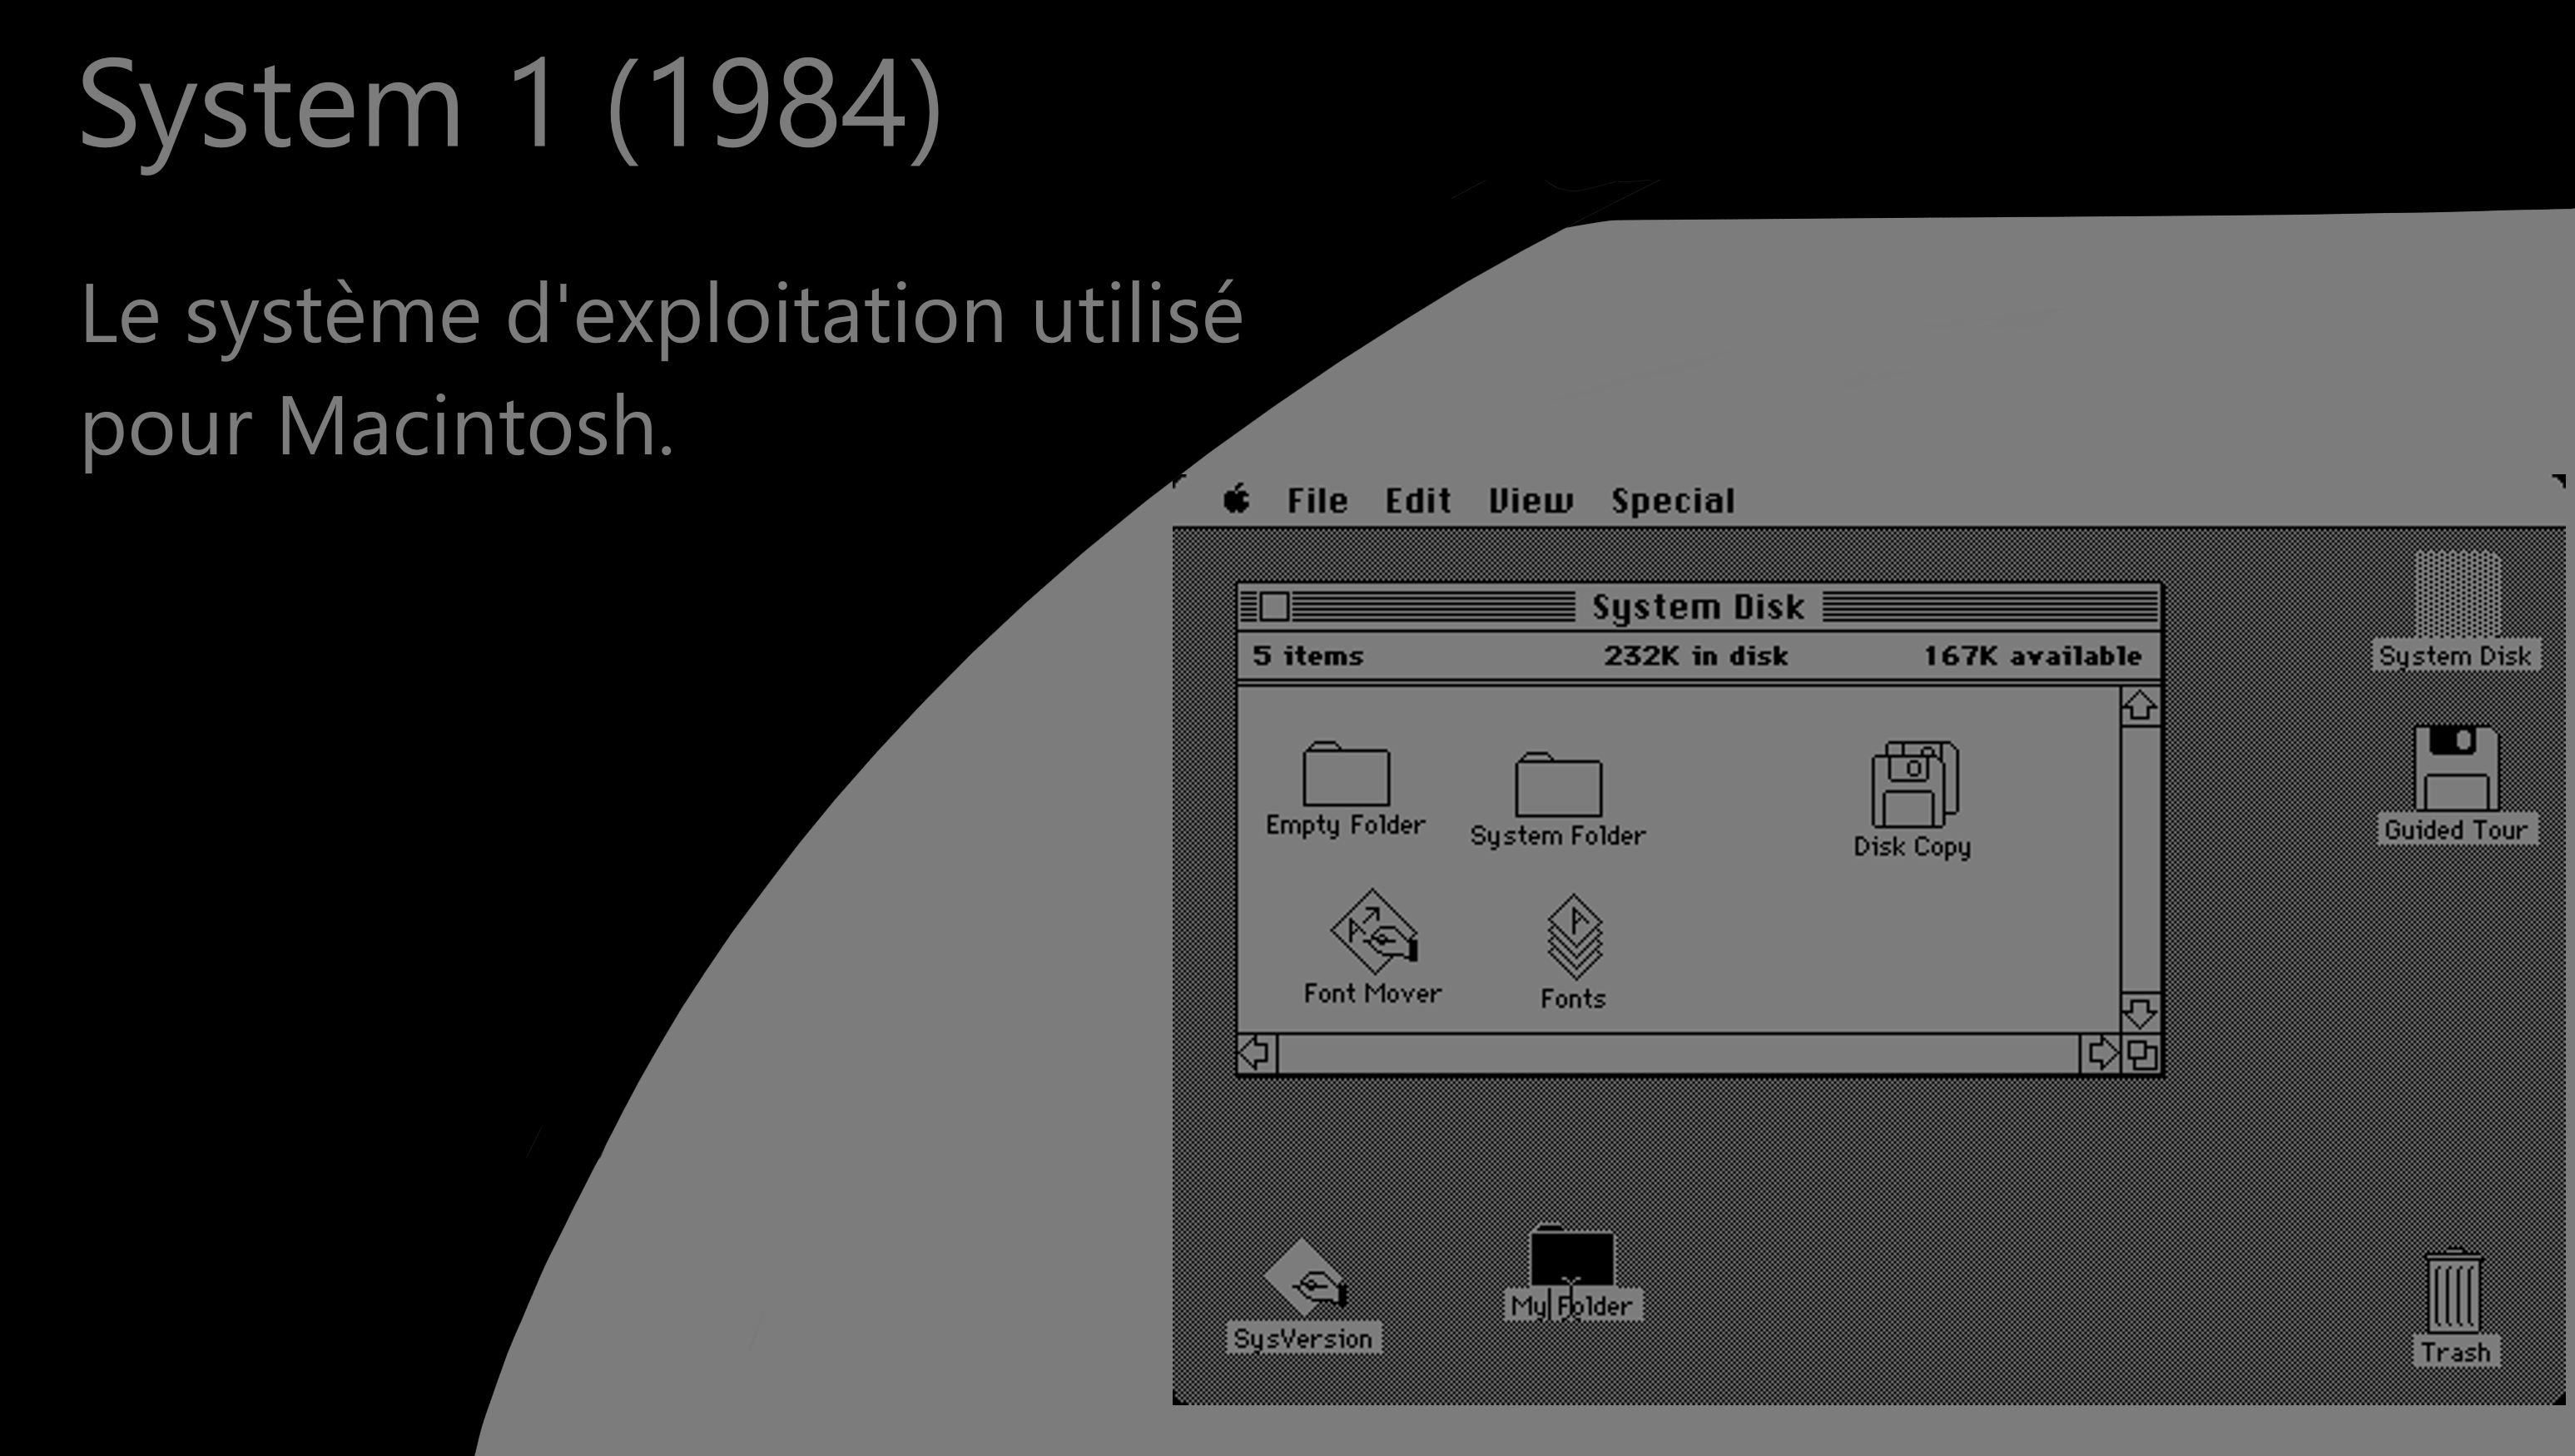 System 1 (1984)
Le système d'exploitation utilisé
pour Macintosh.
File Edit View Special
System Disk
5 items 232K in disk 167K available
Empty Folder
System Folder
Disk Copy
Font Mover
Fonts
System Disk
Guided Tour
SysVersion
My Folder
Trash